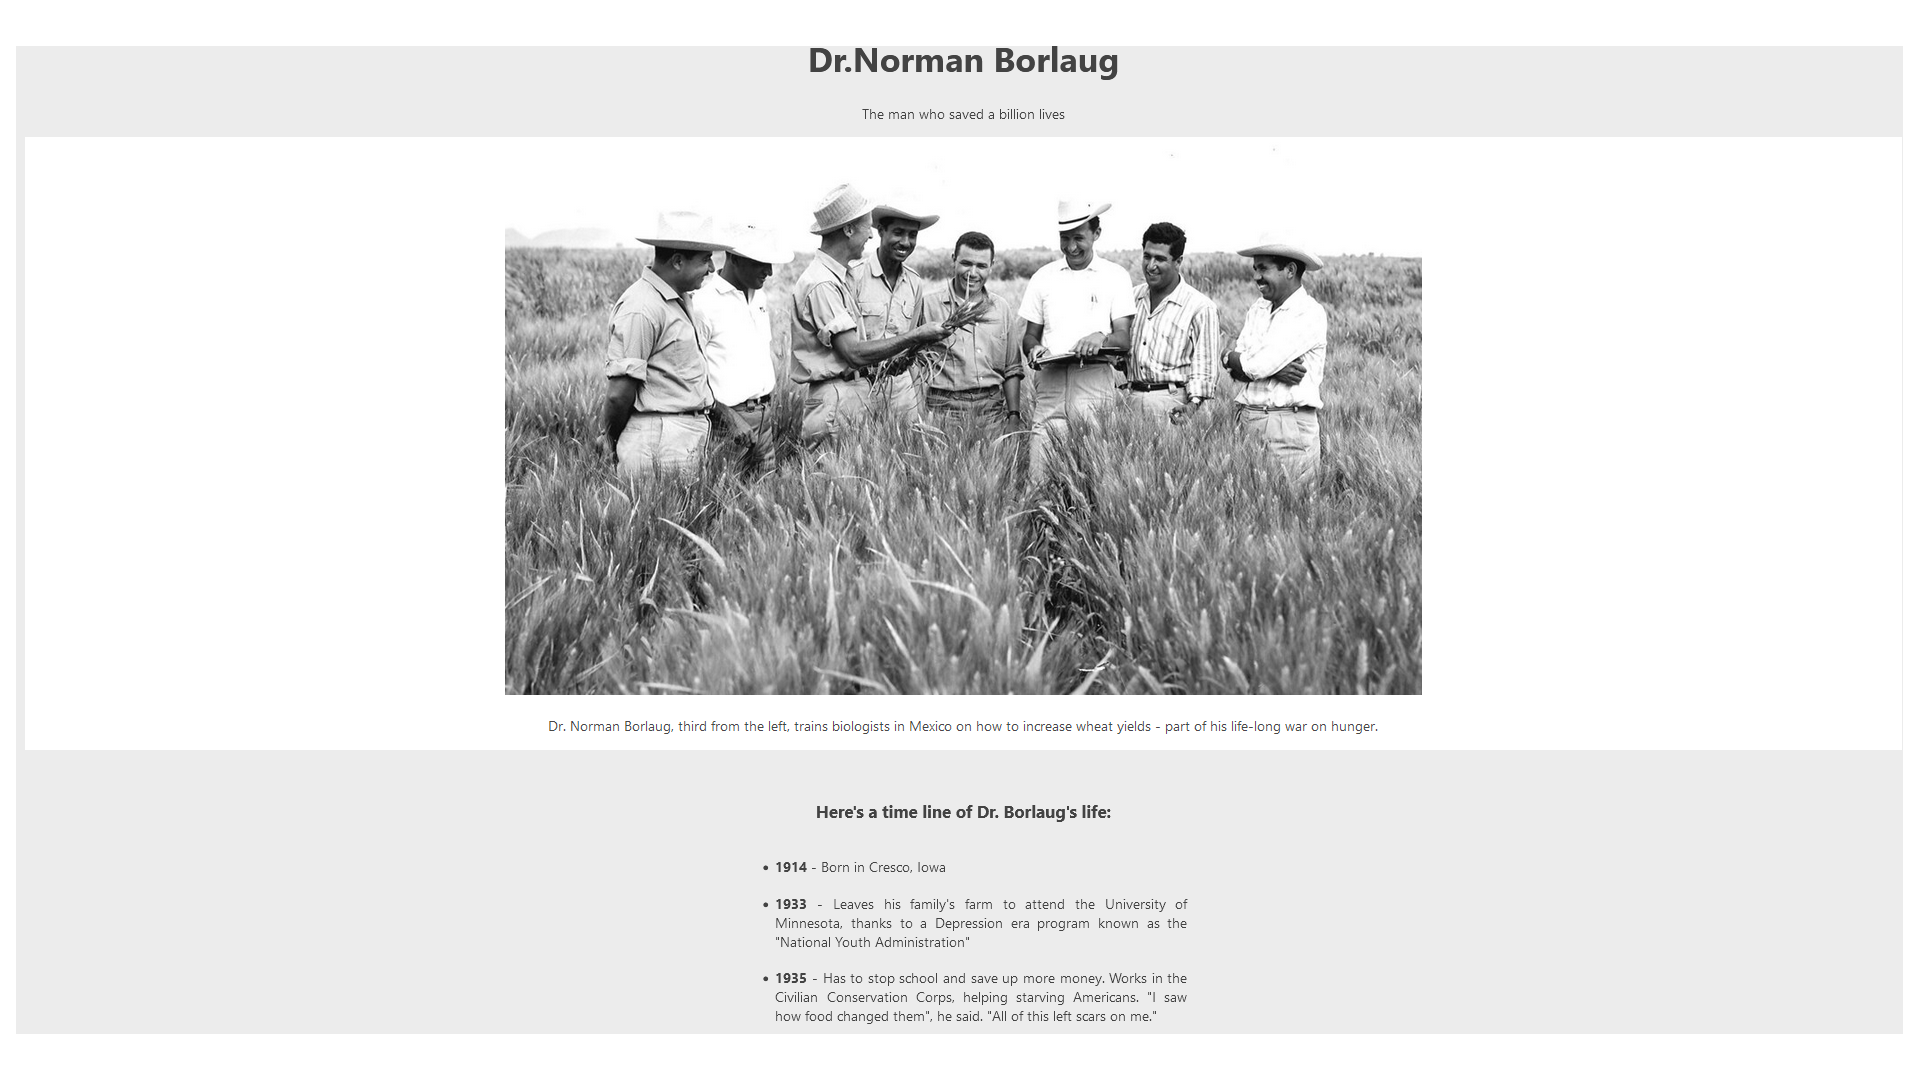 Dr.Norman Borlaug
The man who saved a billion lives
Dr. Norman Borlaug, third from the left, trains biologists in Mexico on how to increase wheat yields - part of his life-long war on hunger.
Here's a time line of Dr. Borlaug's life:
• 1914 - Born in Cresco, Iowa
• 1933 - Leaves his family's farm to attend the University of
Minnesota, thanks to a Depression era program known as the
"National Youth Administration"
• 1935 - Has to stop school and save up more money. Works in the
Civilian Conservation Corps, helping starving Americans. "I saw
how food changed them", he said. "All of this left scars on me."